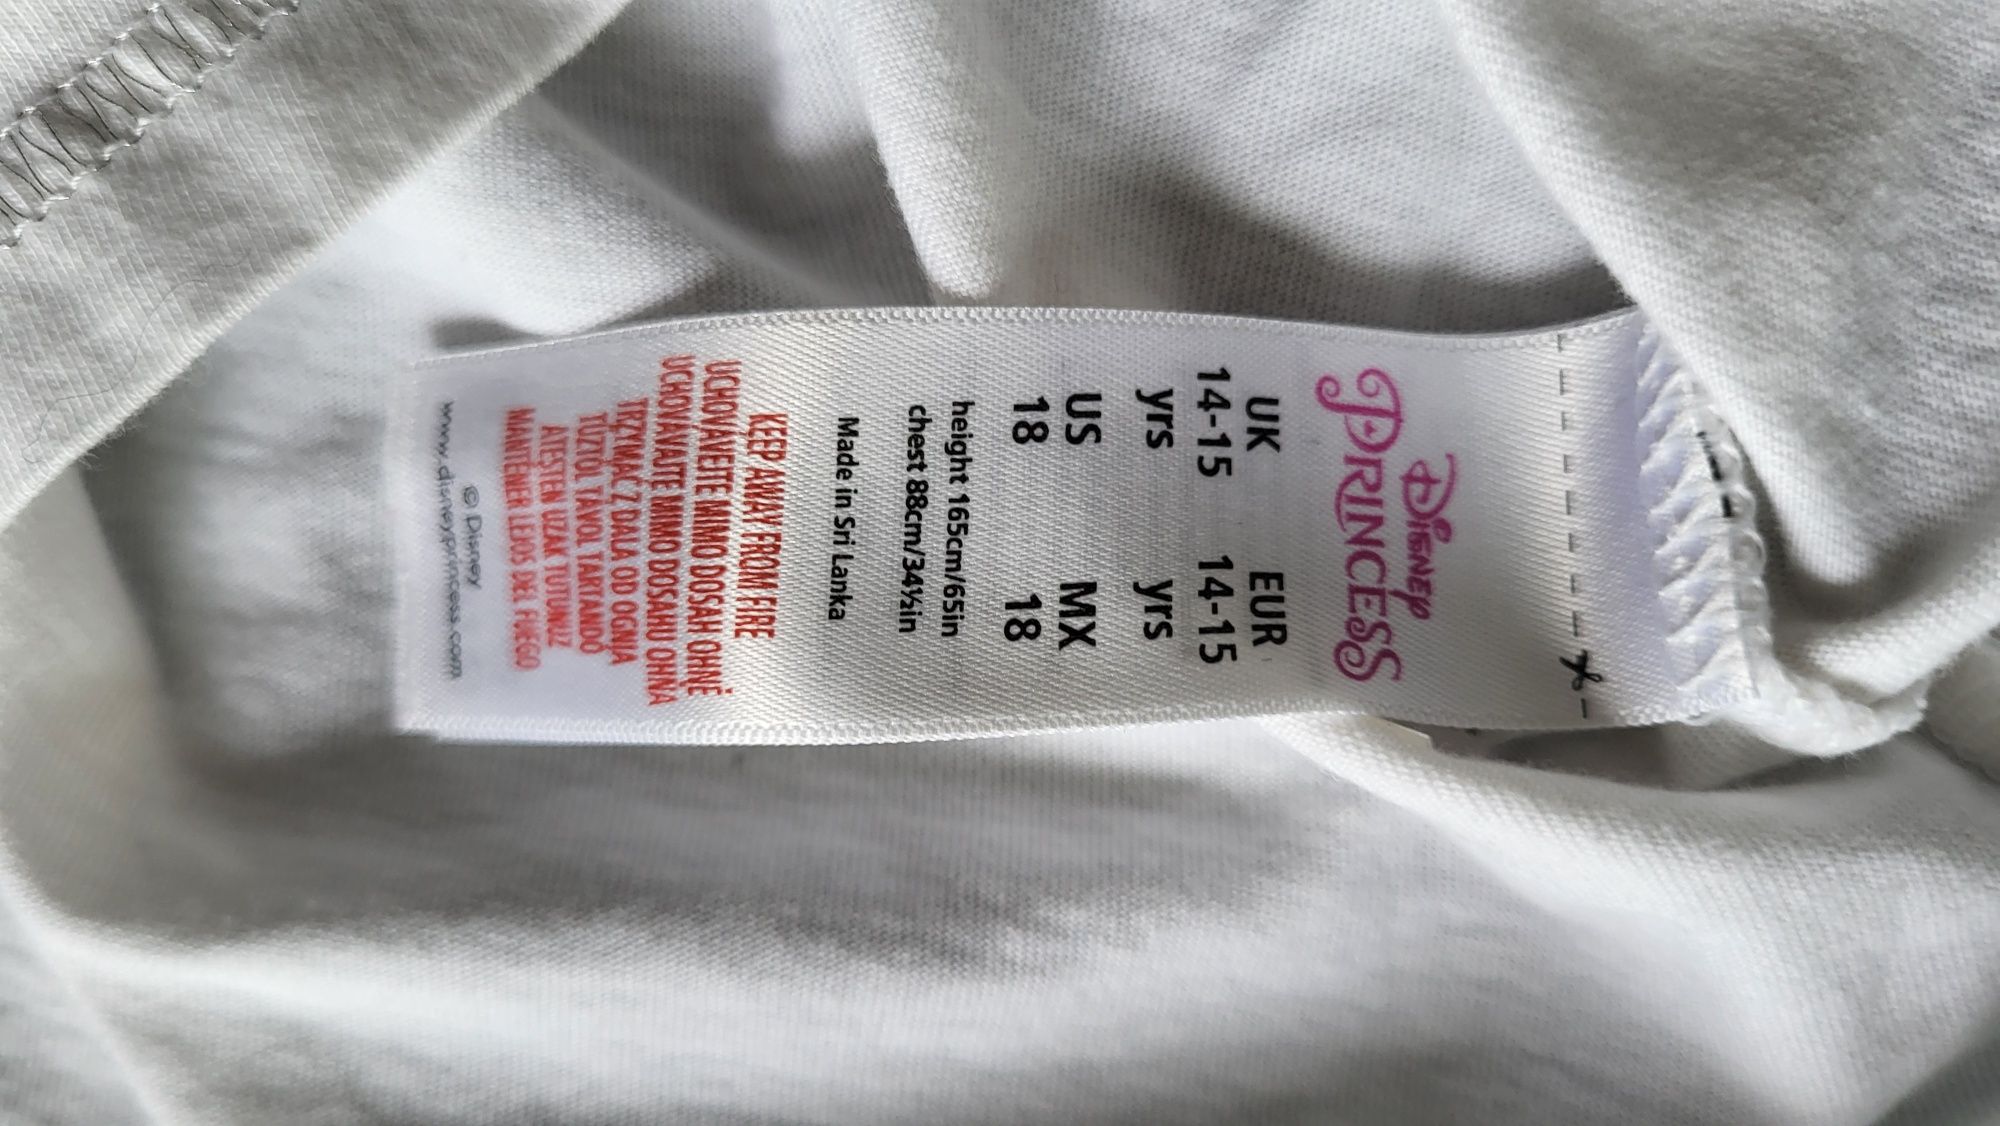 Disney
PRINCESS
UK EUR
14-15 14-15
yrs yrs
US MX
18 18
height 165cm/65in
chest 88cm/34½in
Made in Sri Lanka
KEEP AWAY FROM FIRE
UCHOVÁVEJTE MIMO DOSAH OHNĚ
UCHOVÁVAJTE MIMO DOSAHU OHŇA
TRZYMAĆ Z DALA OD OGNIA
TŰZTŐL TÁVOL TARTANDÓ
ATEŞTEN UZAK TUTUNUZ
MANTENER LEJOS DEL FUEGO
© Disney
www.disneyprincess.com